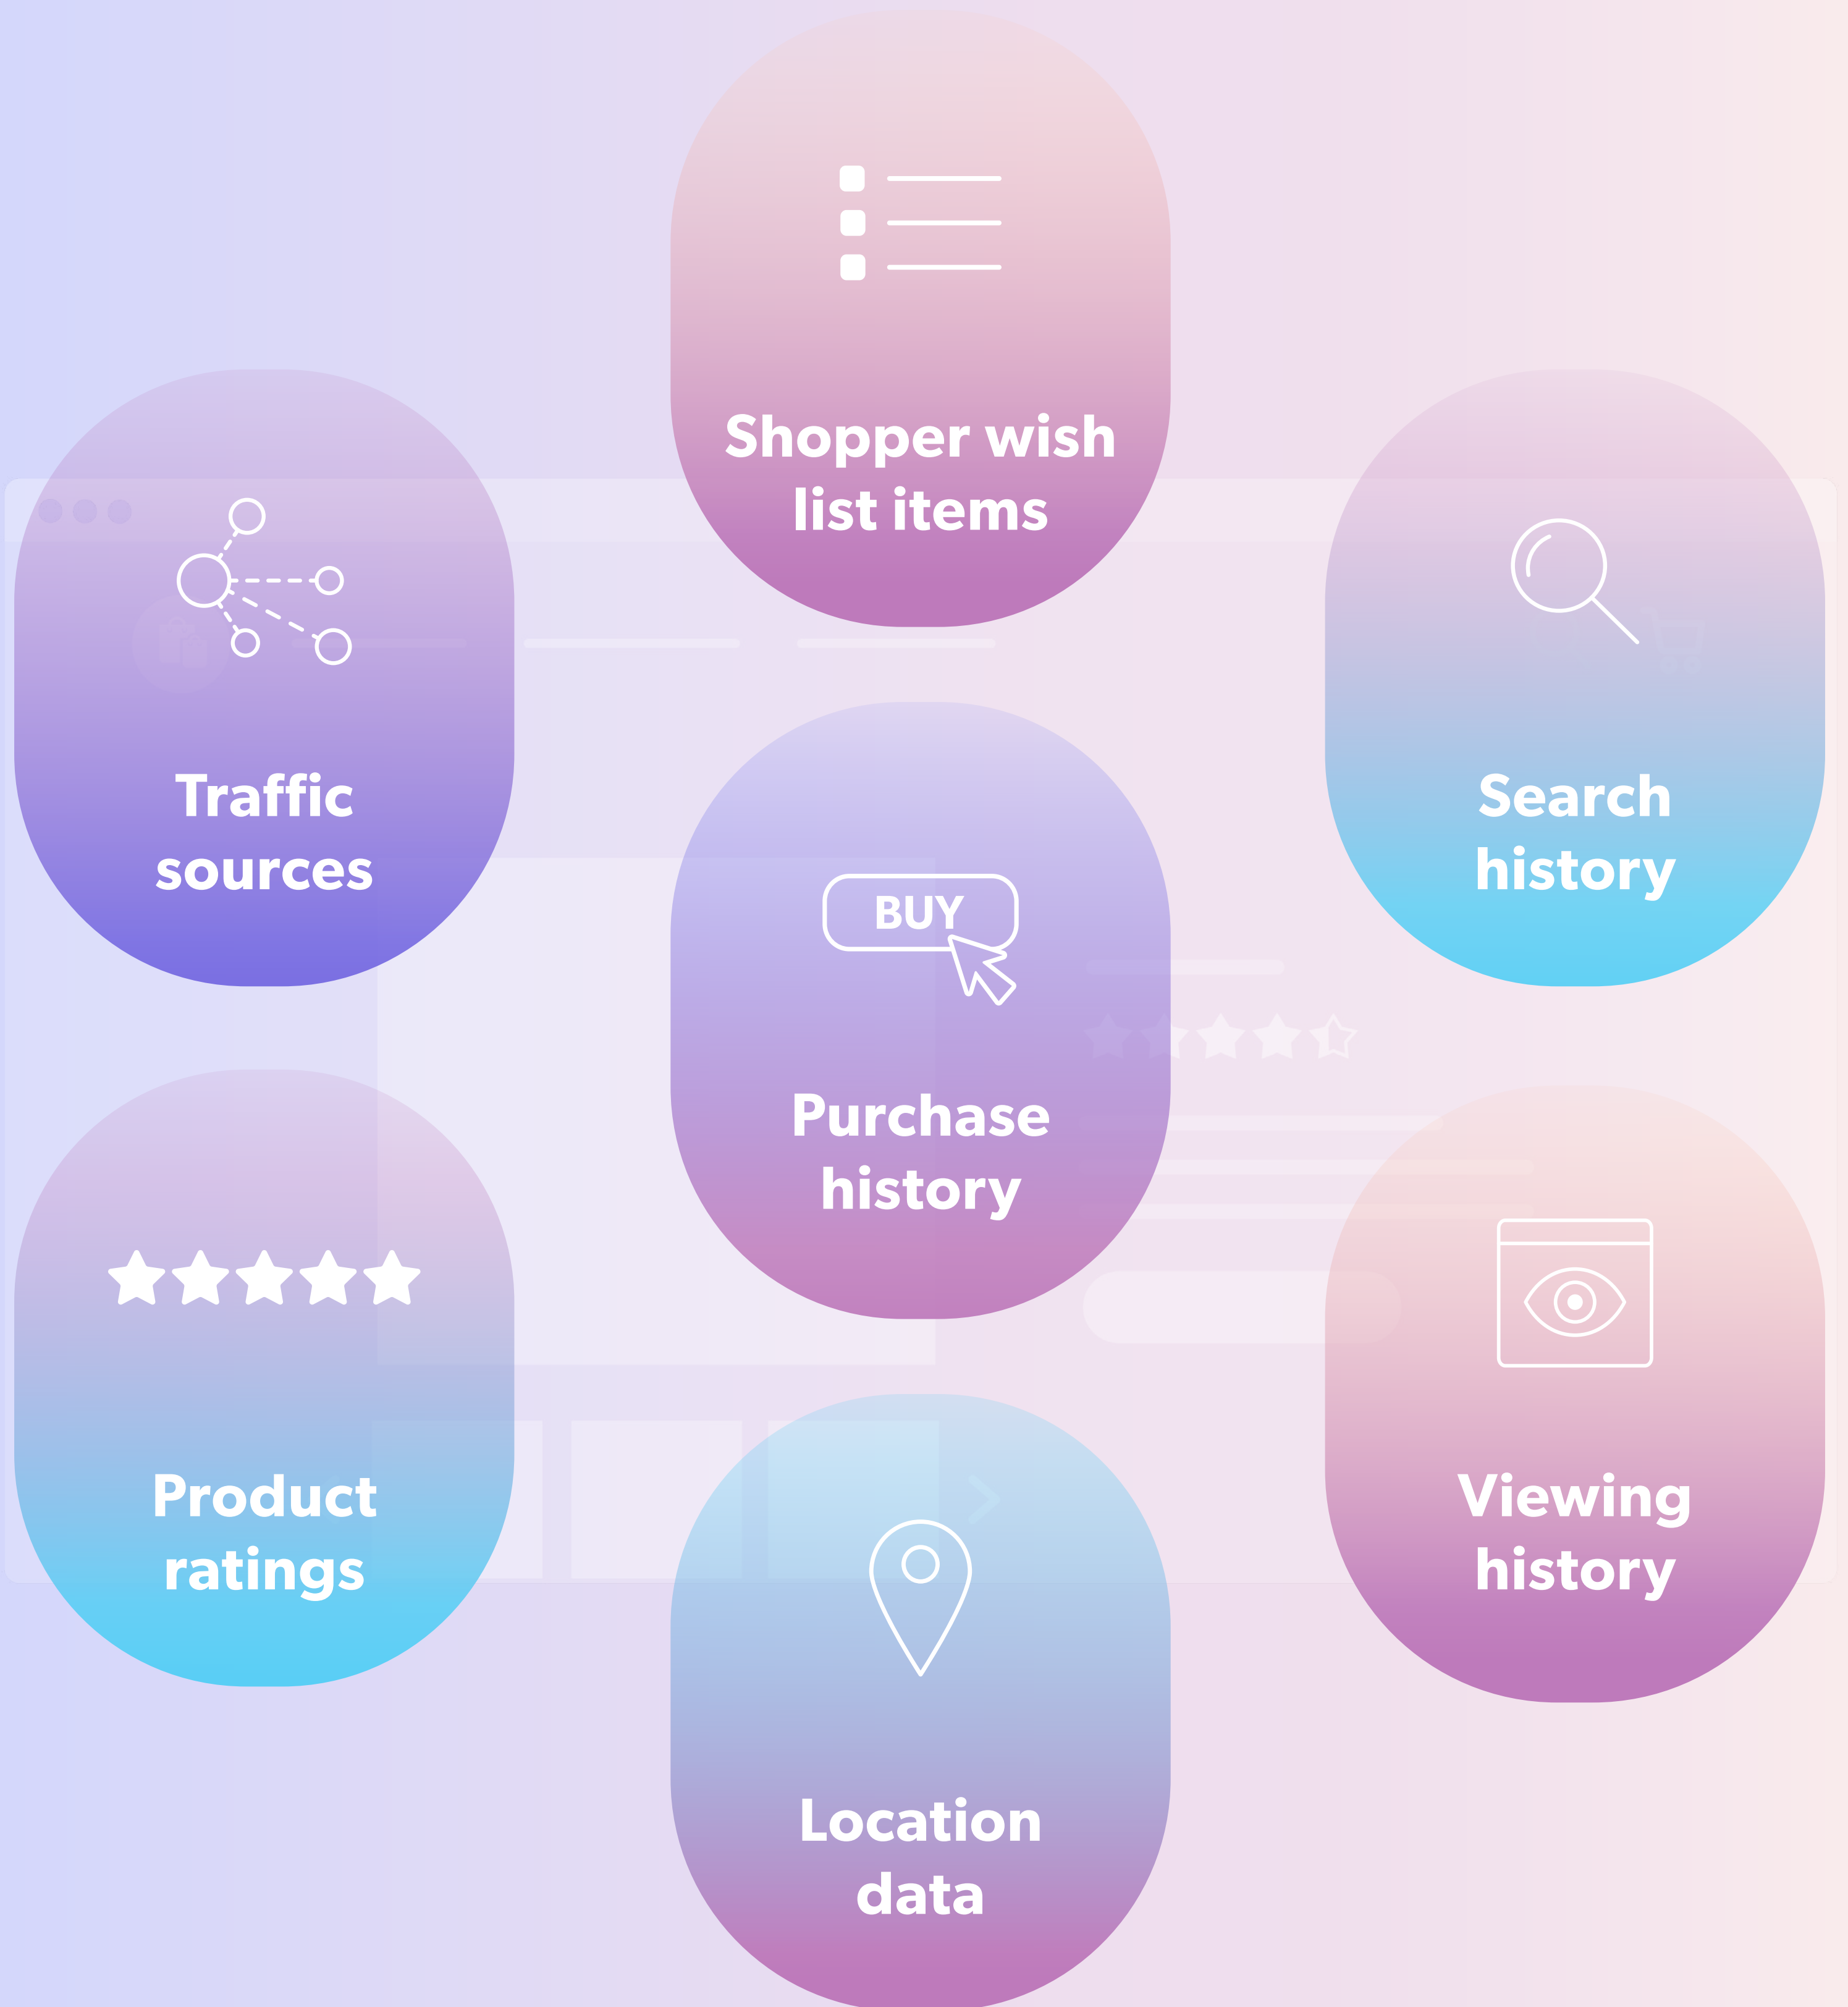 Shopper wish
list items
Traffic
sources
Search
history
BUY
Purchase
history
Product
ratings
Viewing
history
Location
data